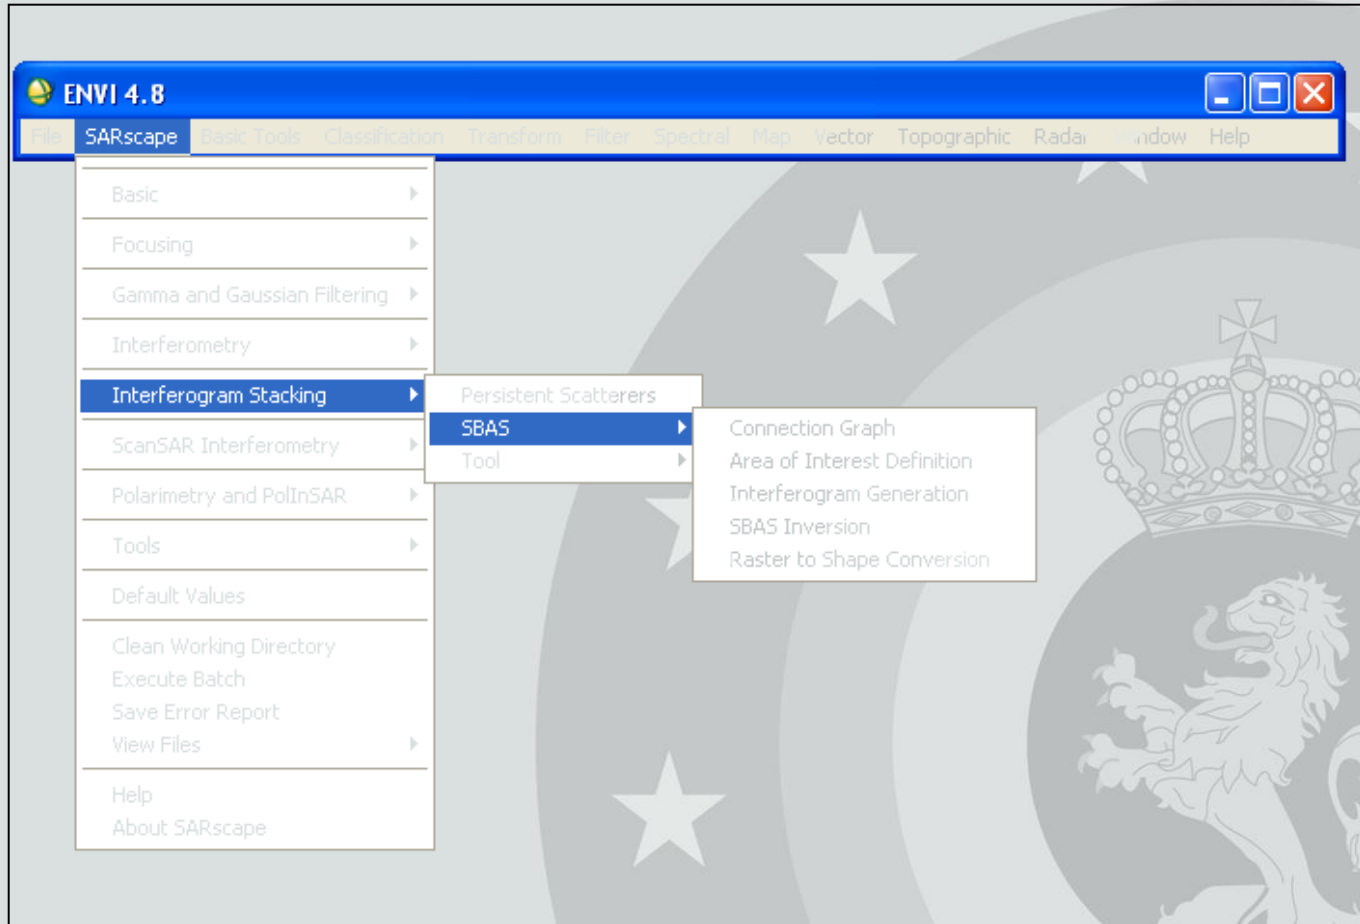 ENVI 4.8
File SARscape Basic Tools Classification Transform Filter Spectral Map Vector Topographic Radar Window Help
Basic
Focusing
Gamma and Gaussian Filtering
Interferometry
Interferogram Stacking
ScanSAR Interferometry
Polarimetry and PolInSAR
Tools
Default Values
Clean Working Directory
Execute Batch
Save Error Report
View Files
Help
About SARscape
Persistent Scatterers
SBAS
Tool
Connection Graph
Area of Interest Definition
Interferogram Generation
SBAS Inversion
Raster to Shape Conversion